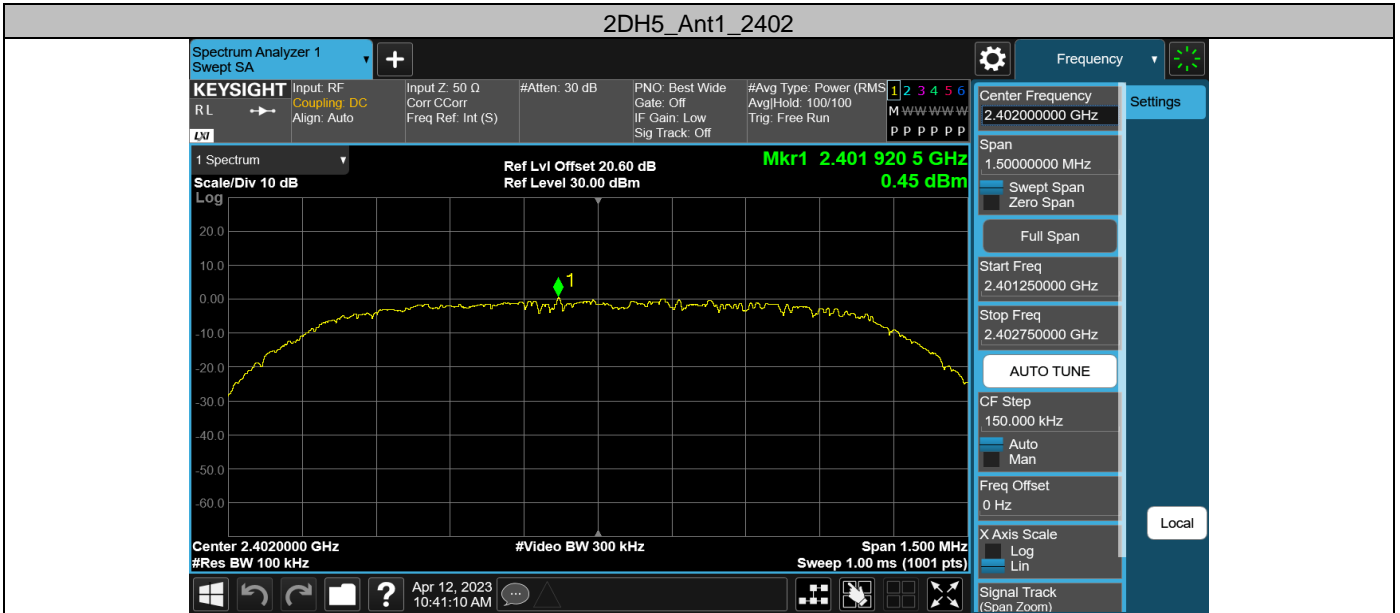 2DH5_Ant1_2402
Spectrum Analyzer 1
Swept SA
Frequency
KEYSIGHT
R L
LXI
Input: RF
Coupling: DC
Align: Auto
Input Z: 50 Ω
Corr CCorr
Freq Ref: Int (S)
#Atten: 30 dB
PNO: Best Wide
Gate: Off
IF Gain: Low
Sig Track: Off
#Avg Type: Power (RMS
Avg|Hold: 100/100
Trig: Free Run
1 2 3 4 5 6
M W W W W W
P P P P P P
1 Spectrum
Scale/Div 10 dB
Ref Lvl Offset 20.60 dB
Ref Level 30.00 dBm
Mkr1 2.401 920 5 GHz
0.45 dBm
Log
20.0
10.0
0.00
-10.0
-20.0
-30.0
-40.0
-50.0
-60.0
1
Center 2.4020000 GHz
#Res BW 100 kHz
#Video BW 300 kHz
Span 1.500 MHz
Sweep 1.00 ms (1001 pts)
Apr 12, 2023
10:41:10 AM
Center Frequency
2.402000000 GHz
Span
1.50000000 MHz
Swept Span
Zero Span
Full Span
Start Freq
2.401250000 GHz
Stop Freq
2.402750000 GHz
AUTO TUNE
CF Step
150.000 kHz
Auto
Man
Freq Offset
0 Hz
X Axis Scale
Log
Lin
Signal Track
(Span Zoom)
Settings
Local